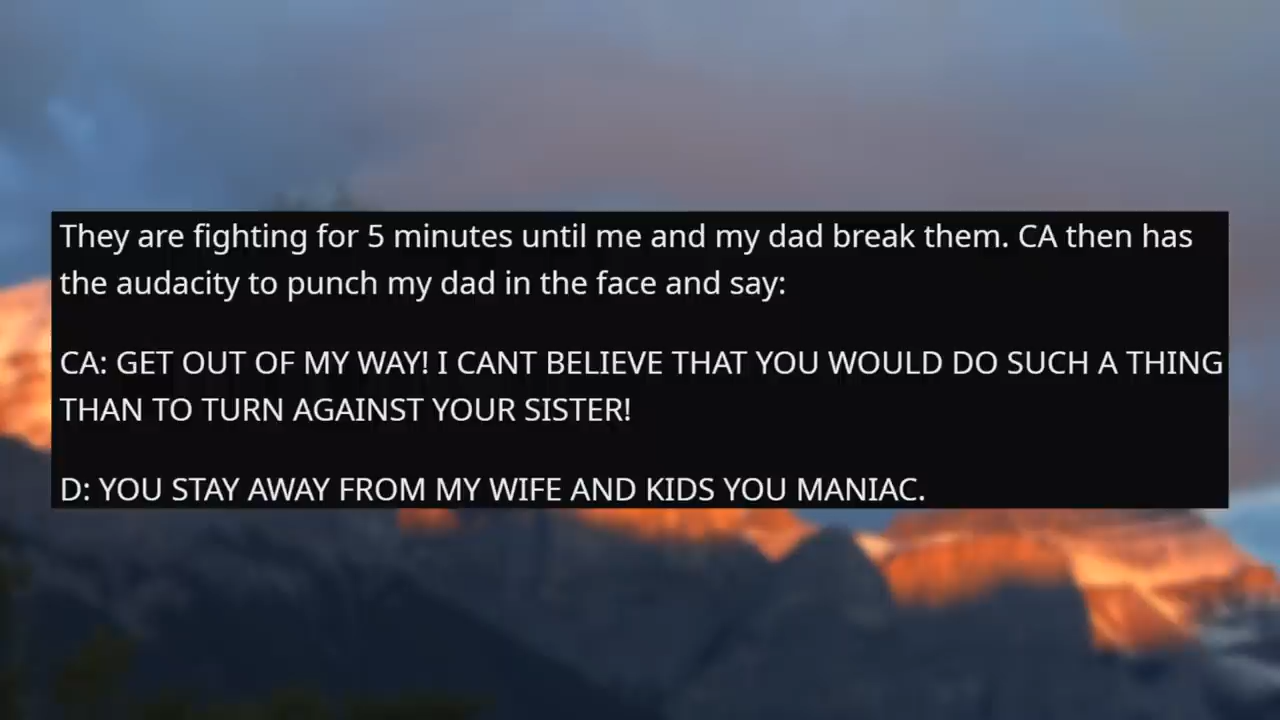 They are fighting for 5 minutes until me and my dad break them. CA then has
the audacity to punch my dad in the face and say:
CA: GET OUT OF MY WAY! I CANT BELIEVE THAT YOU WOULD DO SUCH A THING
THAN TO TURN AGAINST YOUR SISTER!
D: YOU STAY AWAY FROM MY WIFE AND KIDS YOU MANIAC.